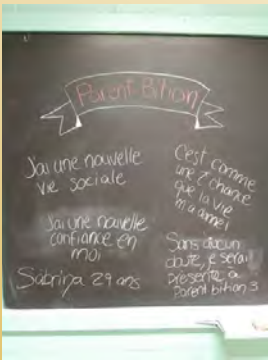 Parent-Bition
J'ai une nouvelle
vie sociale
J'ai une nouvelle
confiance en
moi
Sabrina 29 ans
C'est comme
une 2e chance
que la vie
m'a donné
Sans aucun
doute, je serai
présente à
Parent bition 3